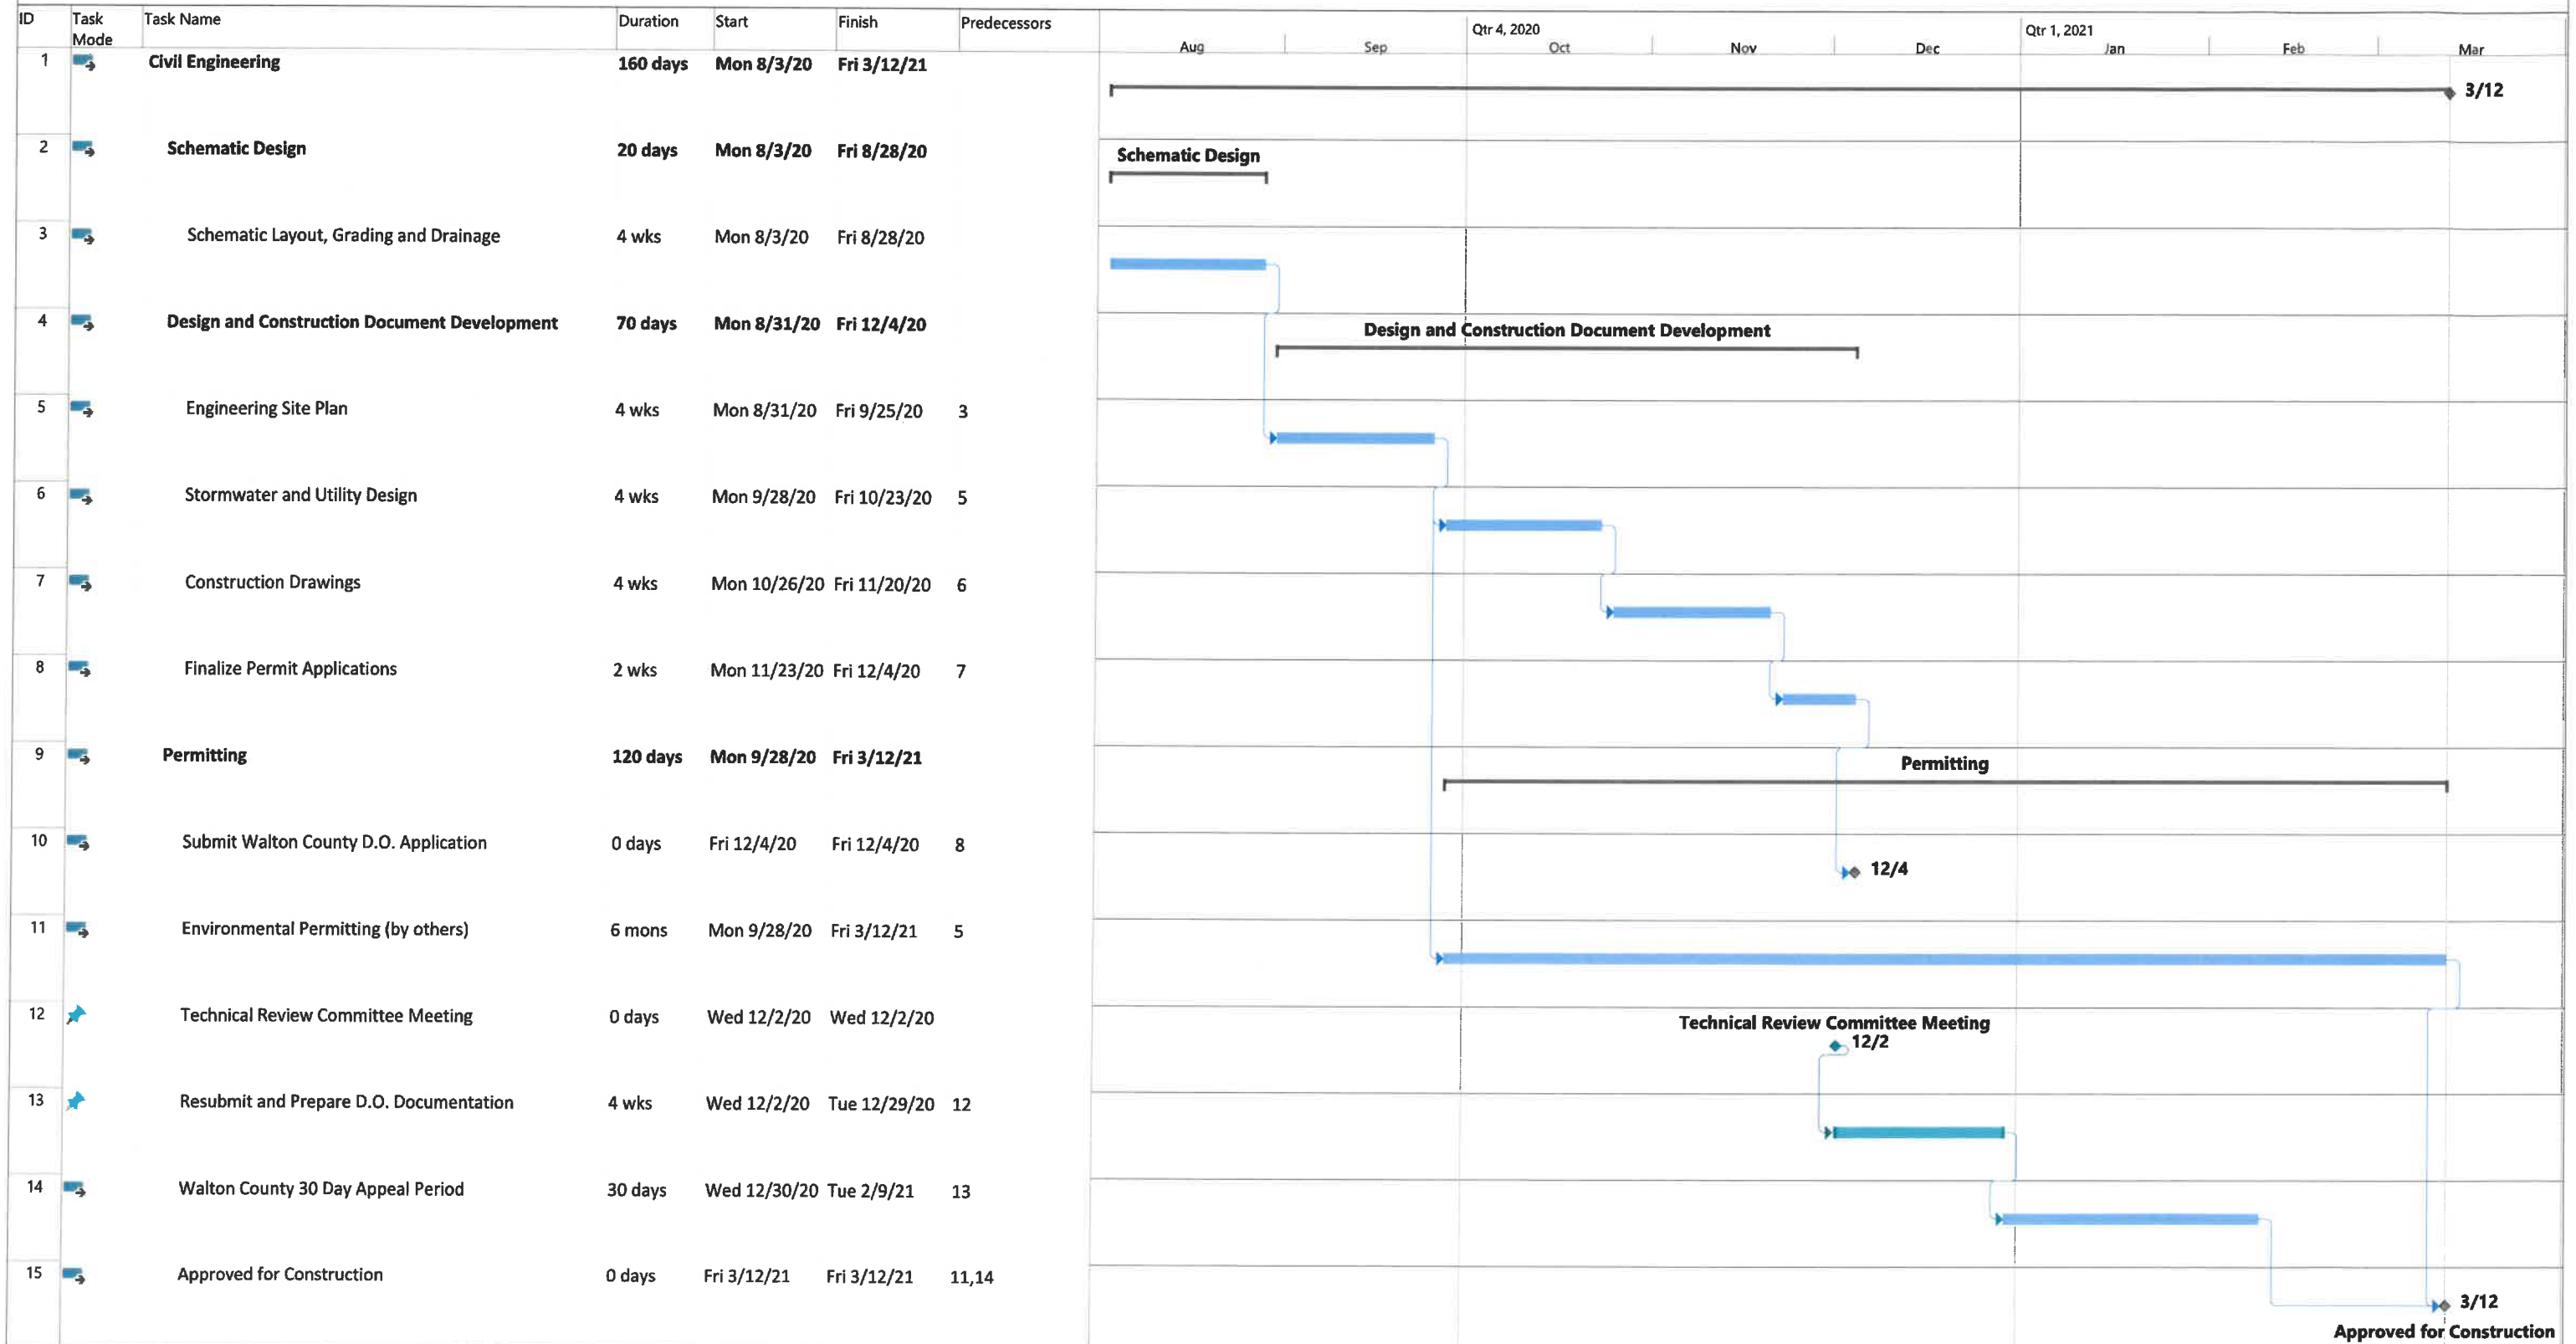 ID Task Mode Task Name Duration Start Finish Predecessors
Qtr 4, 2020 Qtr 1, 2021
Aug Sep Oct Nov Dec Jan Feb Mar
1 Civil Engineering 160 days Mon 8/3/20 Fri 3/12/21
3/12
2 Schematic Design 20 days Mon 8/3/20 Fri 8/28/20
Schematic Design
3 Schematic Layout, Grading and Drainage 4 wks Mon 8/3/20 Fri 8/28/20
4 Design and Construction Document Development 70 days Mon 8/31/20 Fri 12/4/20
Design and Construction Document Development
5 Engineering Site Plan 4 wks Mon 8/31/20 Fri 9/25/20 3
6 Stormwater and Utility Design 4 wks Mon 9/28/20 Fri 10/23/20 5
7 Construction Drawings 4 wks Mon 10/26/20 Fri 11/20/20 6
8 Finalize Permit Applications 2 wks Mon 11/23/20 Fri 12/4/20 7
9 Permitting 120 days Mon 9/28/20 Fri 3/12/21
Permitting
10 Submit Walton County D.O. Application 0 days Fri 12/4/20 Fri 12/4/20 8
12/4
11 Environmental Permitting (by others) 6 mons Mon 9/28/20 Fri 3/12/21 5
12 Technical Review Committee Meeting 0 days Wed 12/2/20 Wed 12/2/20
Technical Review Committee Meeting
12/2
13 Resubmit and Prepare D.O. Documentation 4 wks Wed 12/2/20 Tue 12/29/20 12
14 Walton County 30 Day Appeal Period 30 days Wed 12/30/20 Tue 2/9/21 13
15 Approved for Construction 0 days Fri 3/12/21 Fri 3/12/21 11,14
3/12
Approved for Construction